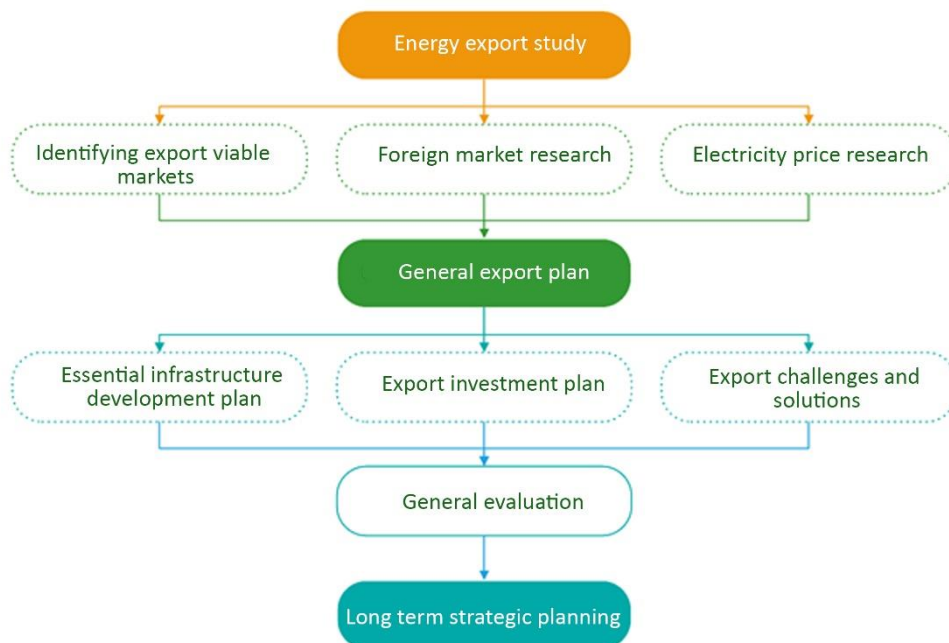 Energy export study
Identifying export viable
markets
Foreign market research
Electricity price research
General export plan
Essential infrastructure
development plan
Export investment plan
Export challenges and
solutions
General evaluation
Long term strategic planning